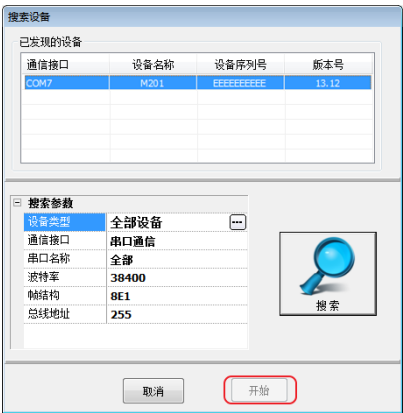 搜索设备
已发现的设备
通信接口 设备名称 设备序列号 版本号
COM7 M201 EEEEEEEEEE 13.12
搜索参数
设备类型 全部设备 ...
通信接口 串口通信
串口名称 全部
波特率 38400
帧结构 8E1
总线地址 255
搜索
取消 开始